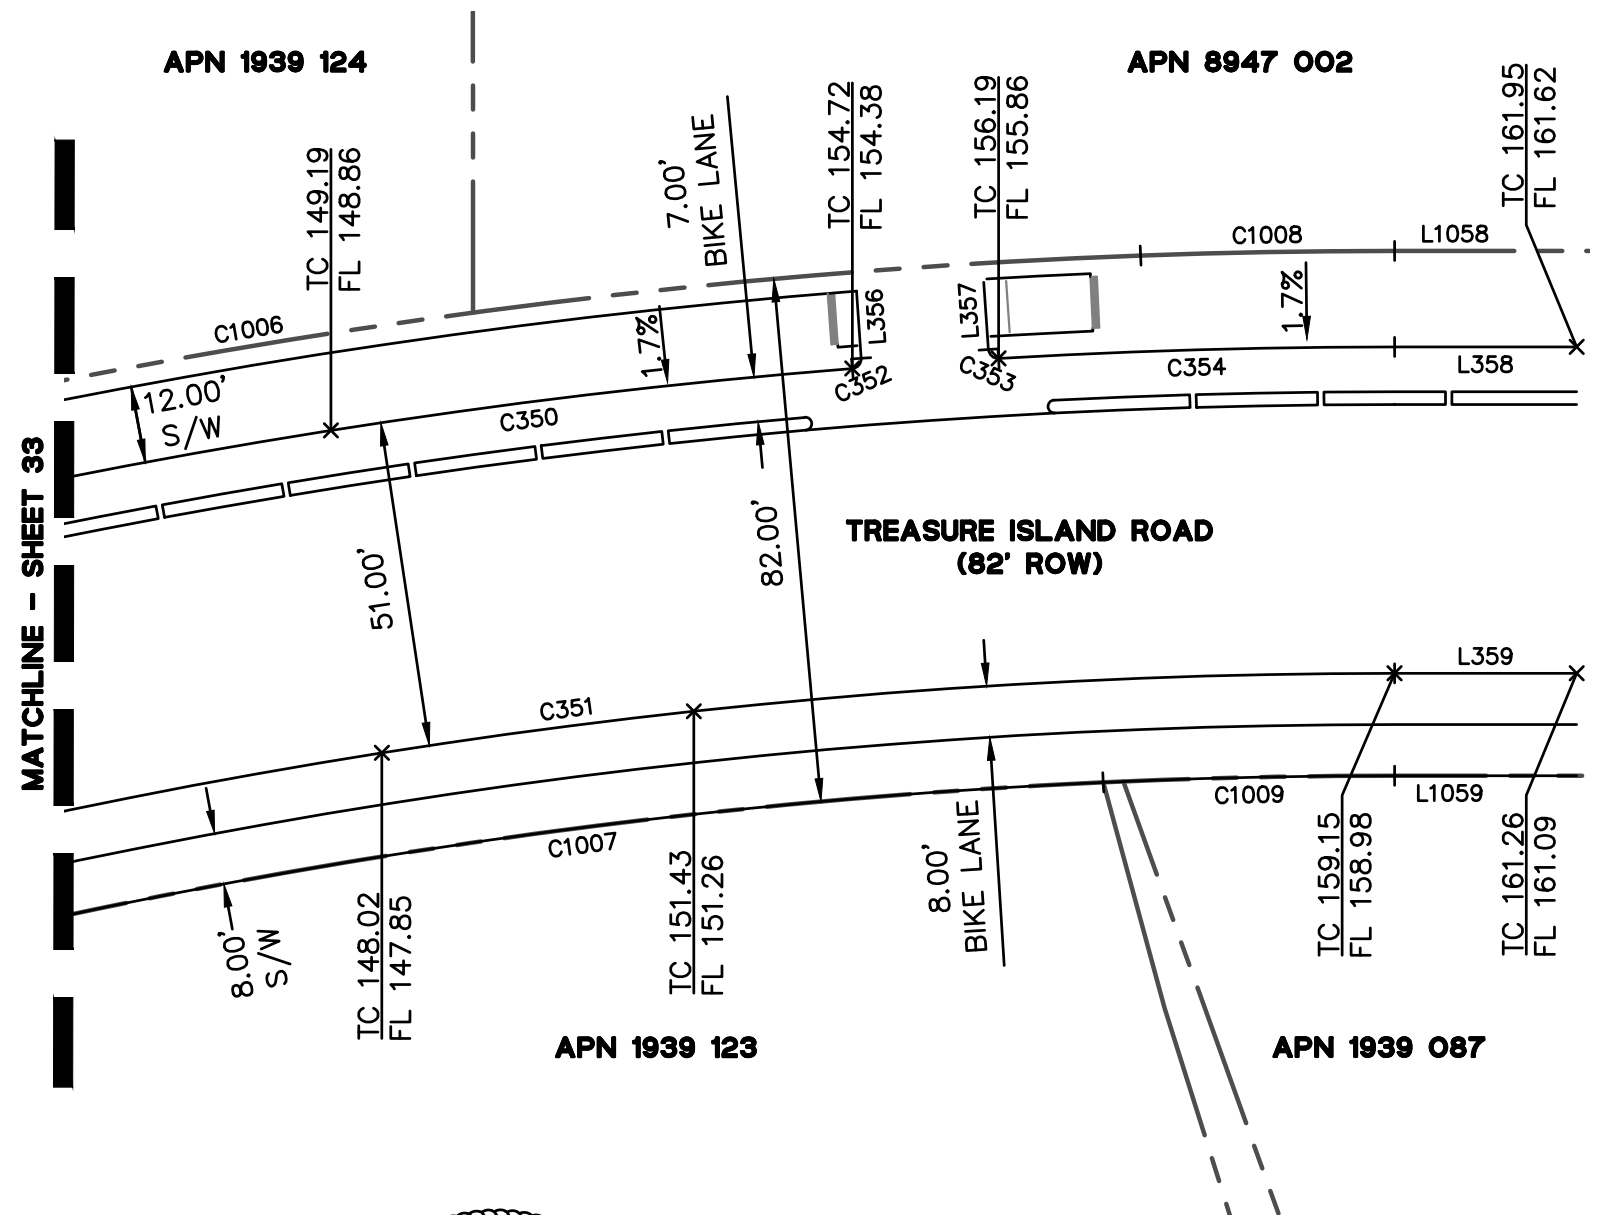 APN 1939 124
APN 8947 002
TC 149.19
FL 148.86
7.00'
BIKE LANE
TC 154.72
FL 154.38
TC 156.19
FL 155.86
TC 161.95
FL 161.62
C1006
C1008
L1058
12.00'
S/W
1.7%
L356
L357
1.7%
C350
C352
C353
C354
L358
MATCHLINE - SHEET 33
51.00'
82.00'
TREASURE ISLAND ROAD
(82' ROW)
C351
L359
C1007
C1009
L1059
8.00'
S/W
TC 148.02
FL 147.85
TC 151.43
FL 151.26
8.00'
BIKE LANE
TC 159.15
FL 158.98
TC 161.26
FL 161.09
APN 1939 123
APN 1939 087